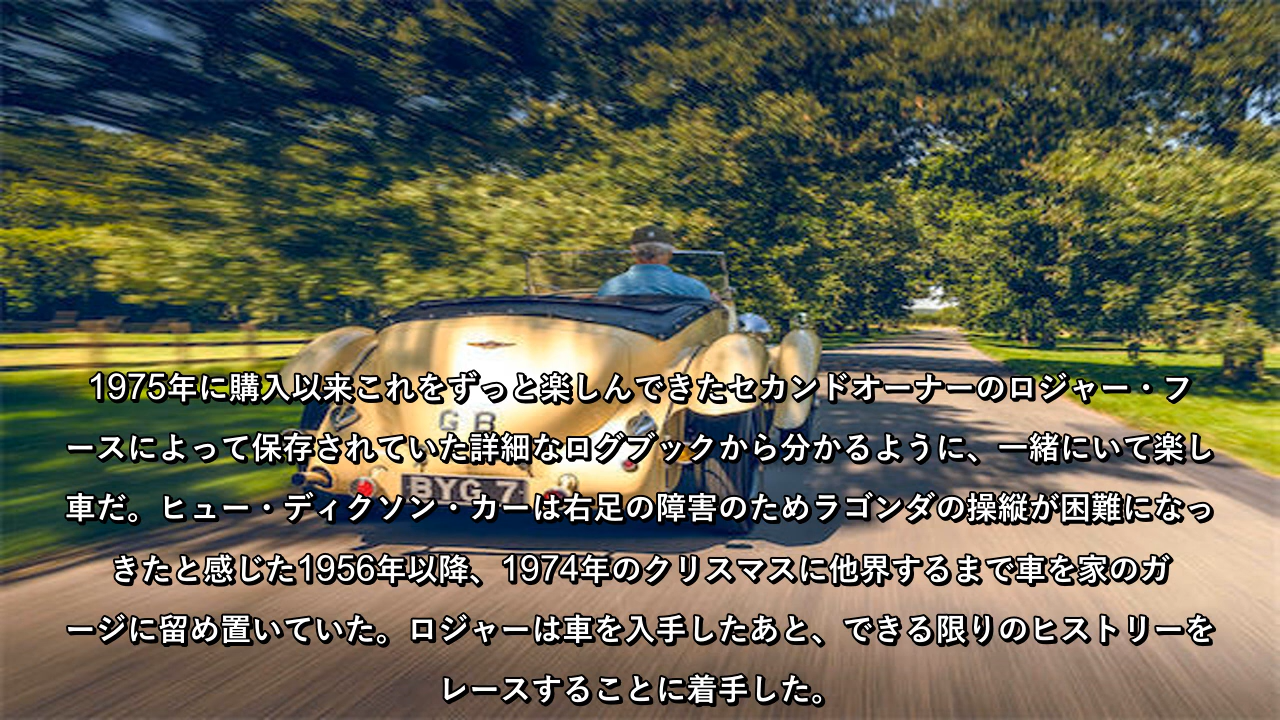 GB
BYG 7
1975年に購入以来これをずっと楽しんできたセカンドオーナーのロジャー・フ
ースによって保存されていた詳細なログブックから分かるように、一緒にいて楽し
車だ。ヒュー・ディクソン・カーは右足の障害のためラゴンダの操縦が困難になっ
きたと感じた1956年以降、1974年のクリスマスに他界するまで車を家のガ
ージに留め置いていた。ロジャーは車を入手したあと、できる限りのヒストリーを
レースすることに着手した。